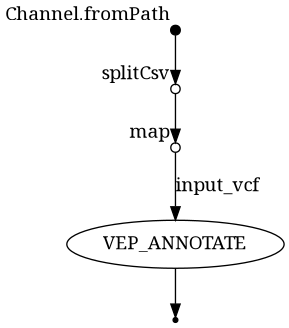 Channel.fromPath
splitCsv
map
input_vcf
VEP_ANNOTATE